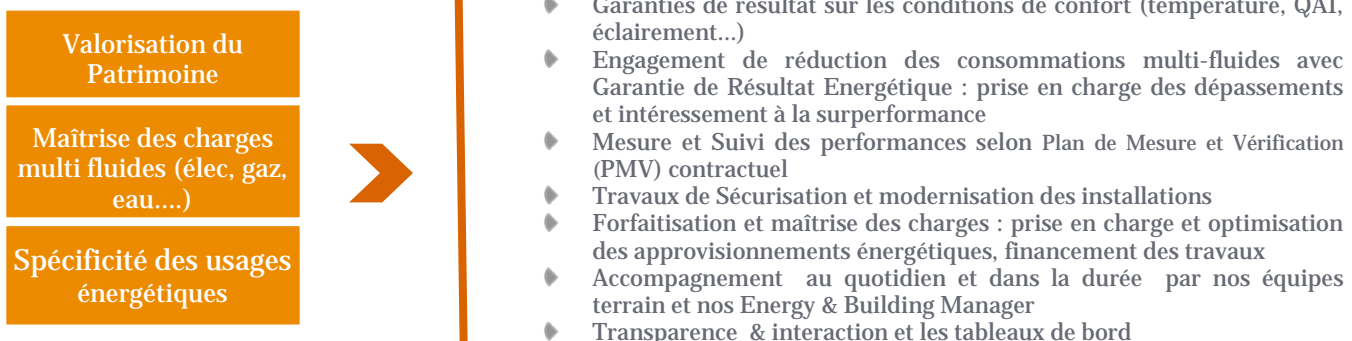 Valorisation du
Patrimoine
Maîtrise des charges
multi fluides (élec, gaz,
eau....)
Spécificité des usages
énergétiques
Garanties de résultat sur les conditions de confort (température, QAI,
éclairement...)
Engagement de réduction des consommations multi-fluides avec
Garantie de Résultat Energétique : prise en charge des dépassements
et intéressement à la surperformance
Mesure et Suivi des performances selon Plan de Mesure et Vérification
(PMV) contractuel
Travaux de Sécurisation et modernisation des installations
Forfaitisation et maîtrise des charges : prise en charge et optimisation
des approvisionnements énergétiques, financement des travaux
Accompagnement au quotidien et dans la durée par nos équipes
terrain et nos Energy & Building Manager
Transparence & interaction et les tableaux de bord